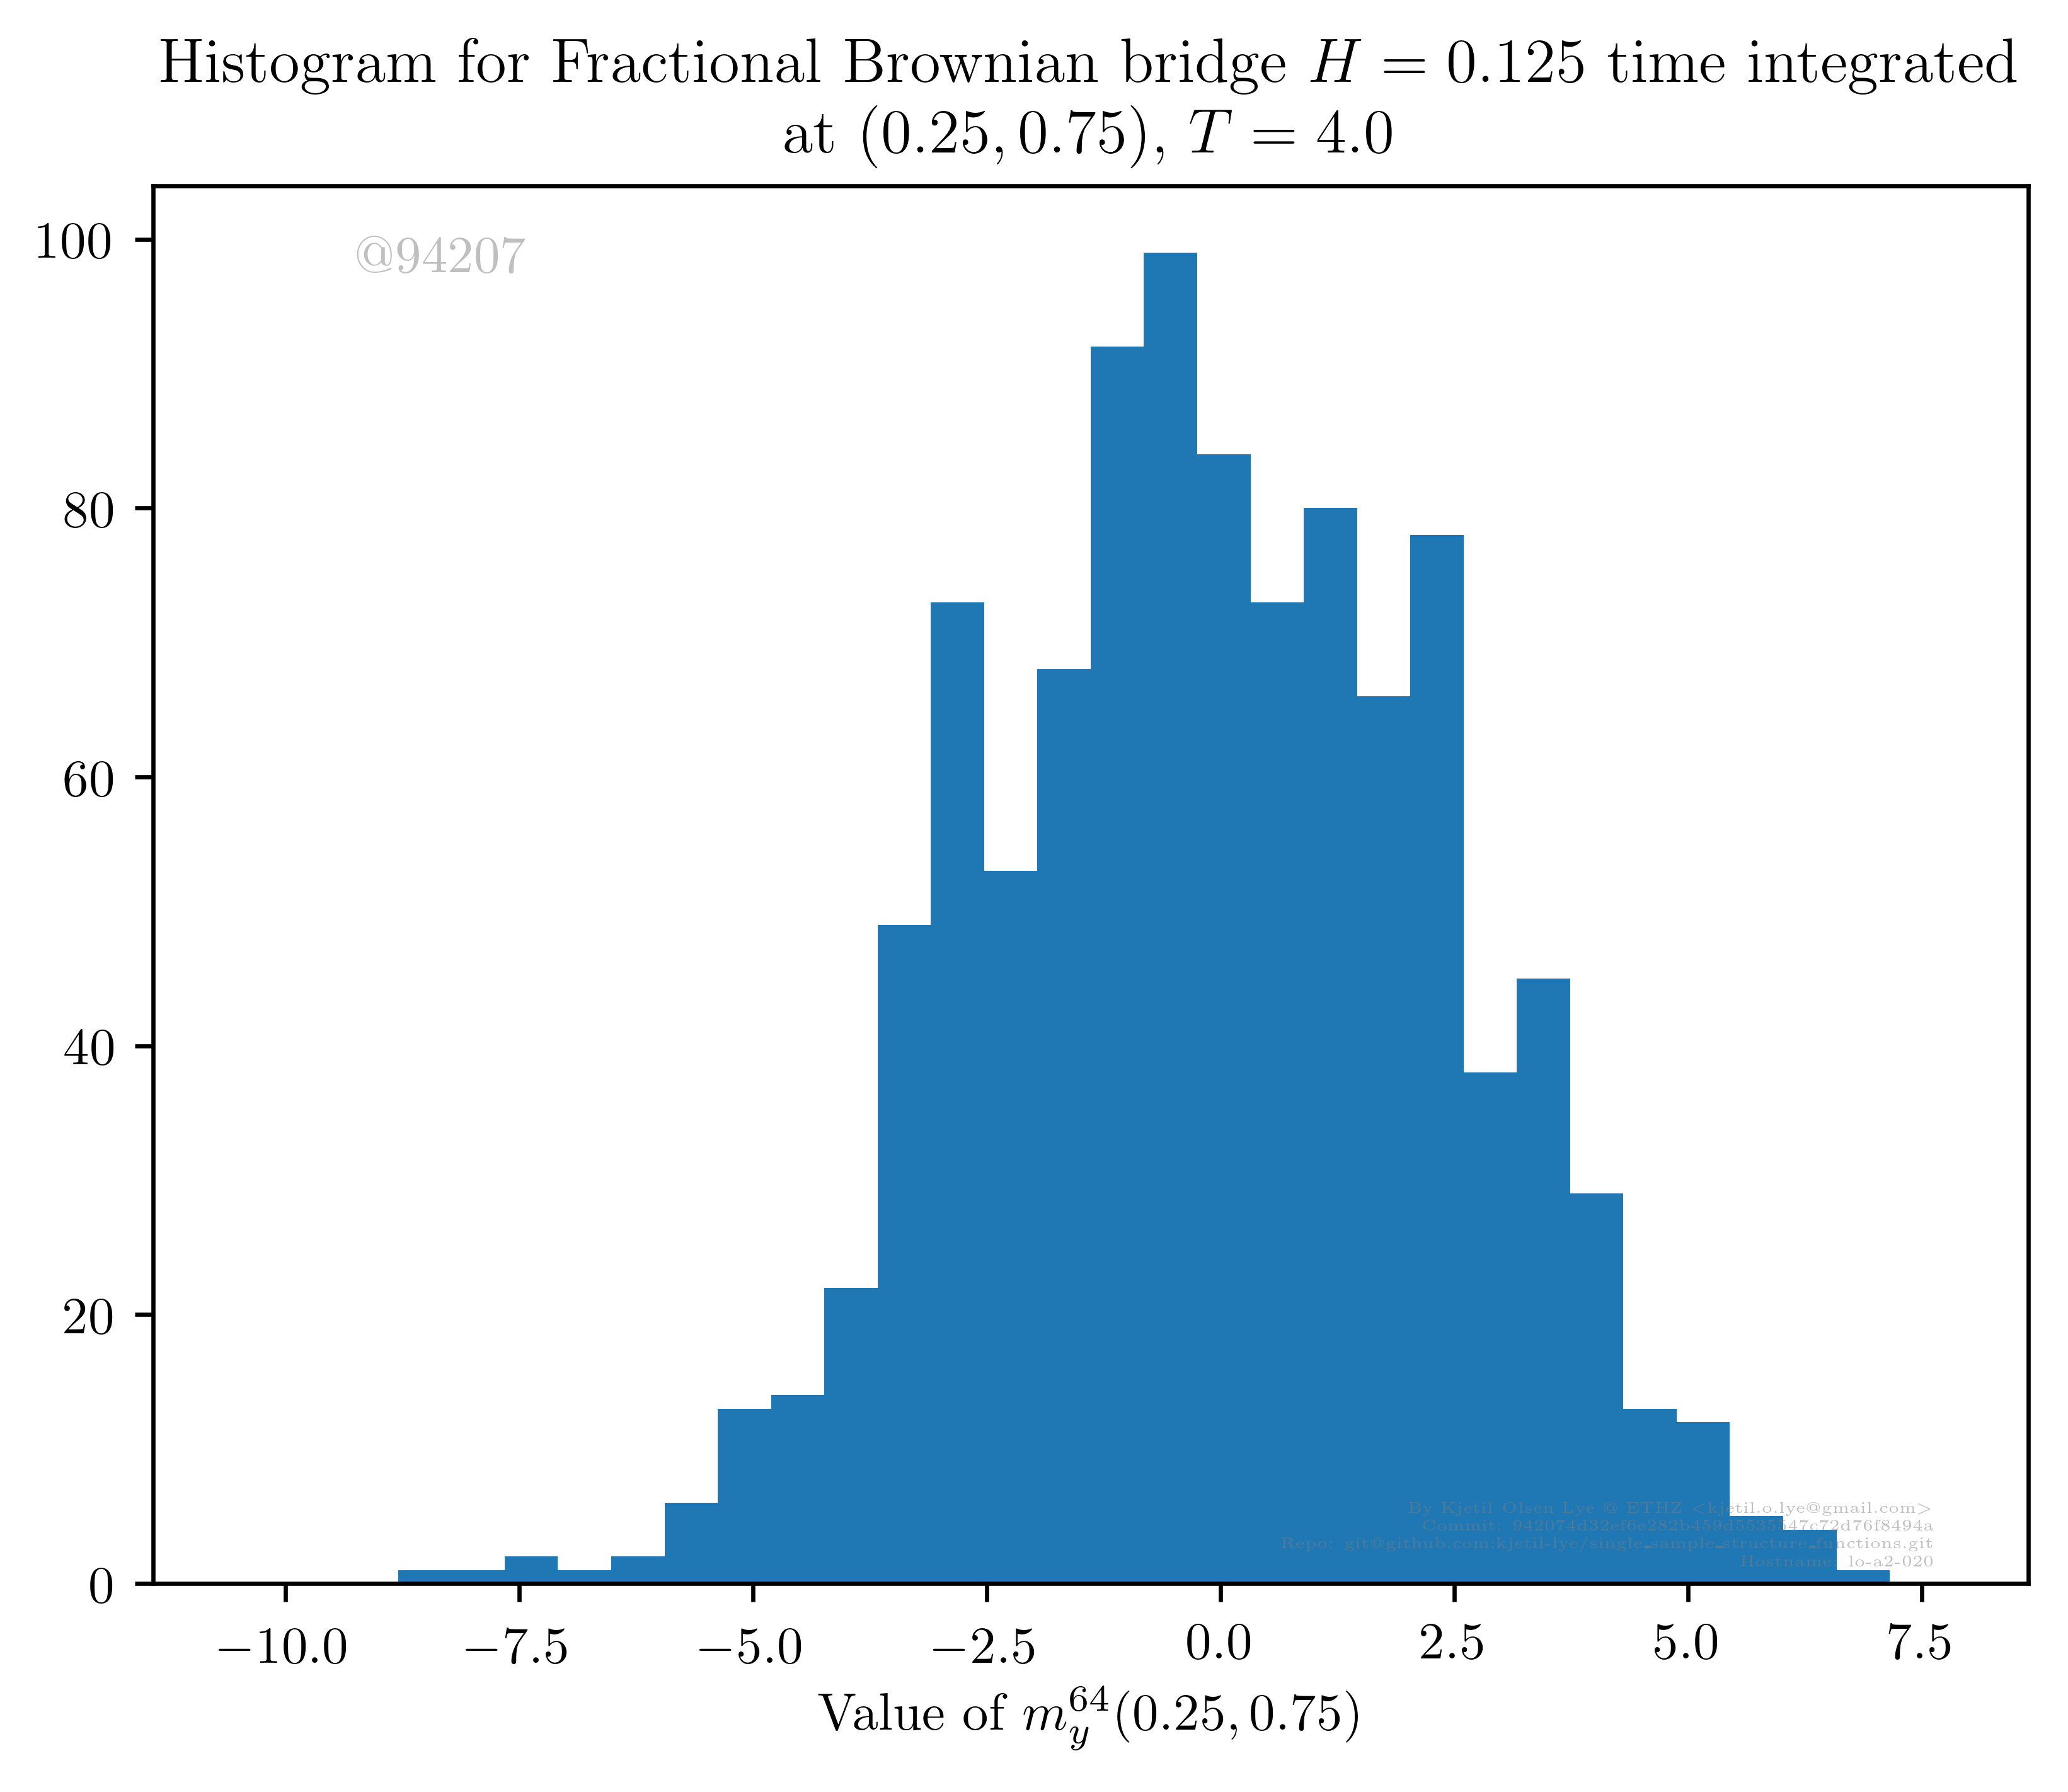 Histogram for Fractional Brownian bridge H = 0.125 time integrated
at (0.25, 0.75), T = 4.0
@94207
100
80
60
40
20
0
−10.0 −7.5 −5.0 −2.5 0.0 2.5 5.0 7.5
Value of m_y^64(0.25, 0.75)
By Kjetil Olsen Lye @ ETHZ <kjetil.o.lye@gmail.com>
Commit:
Repo: git@github.com:kjetil-lye/single_sample_structure_functions.git
Hostname: lo-a2-020